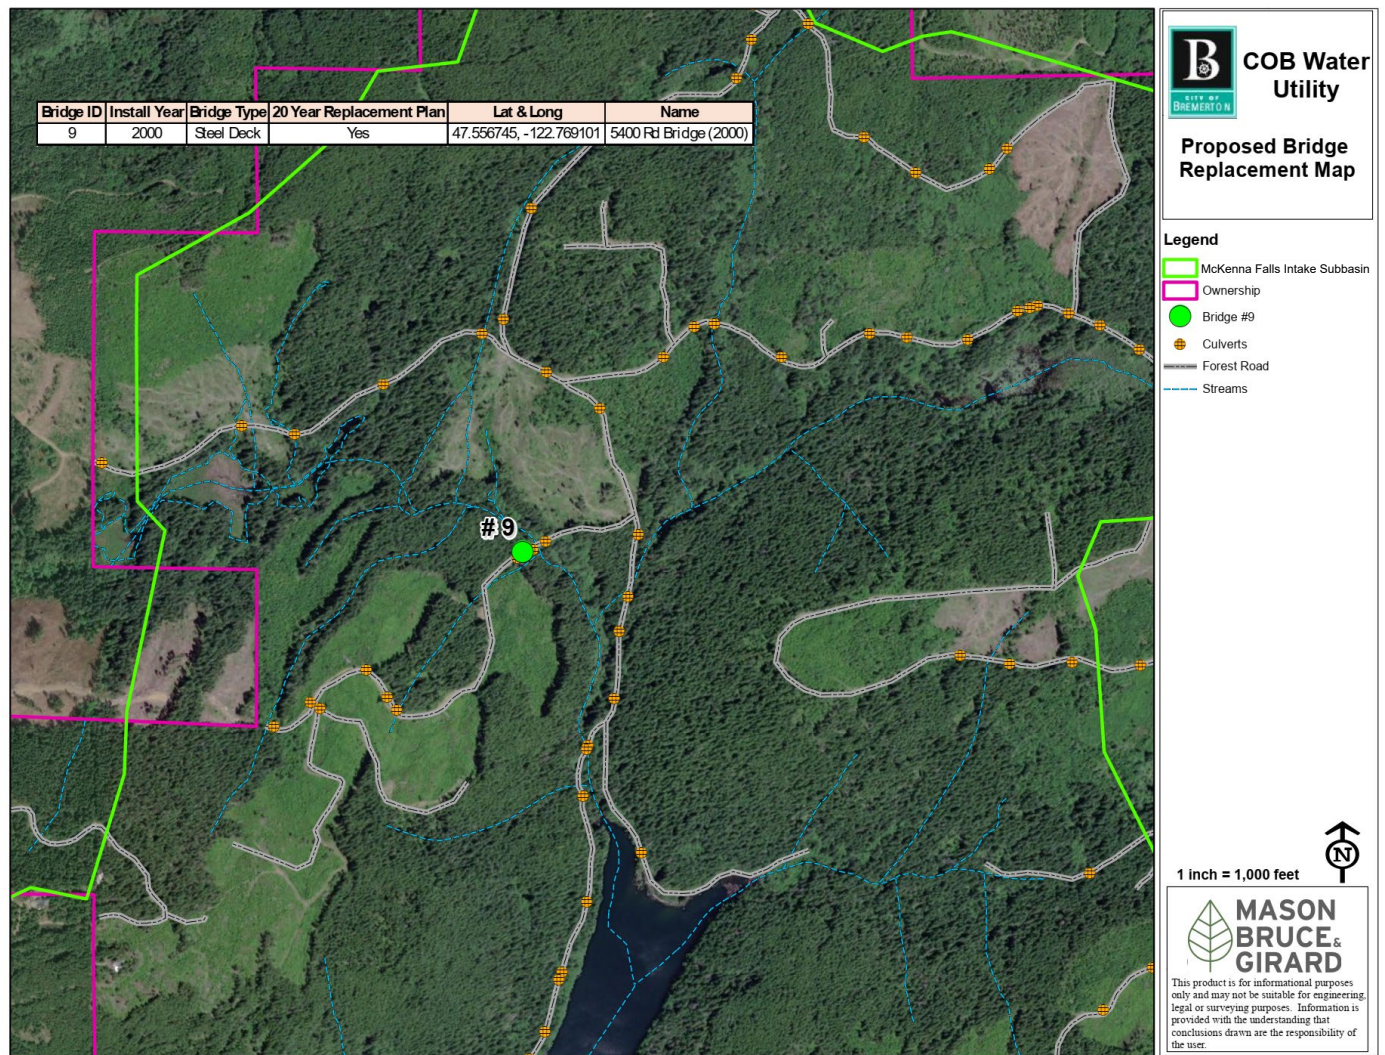 Bridge ID Install Year Bridge Type 20 Year Replacement Plan Lat & Long Name
9 2000 Steel Deck Yes 47.556745, -122.769101 5400 Rd Bridge (2000)
# 9
B
CITY OF
BREMERTON
COB Water
Utility
Proposed Bridge
Replacement Map
Legend
McKenna Falls Intake Subbasin
Ownership
Bridge #9
Culverts
Forest Road
Streams
N
1 inch = 1,000 feet
MASON
BRUCE &
GIRARD
This product is for informational purposes
only and may not be suitable for engineering,
legal or surveying purposes. Information is
provided with the understanding that
conclusions drawn are the responsibility of
the user.